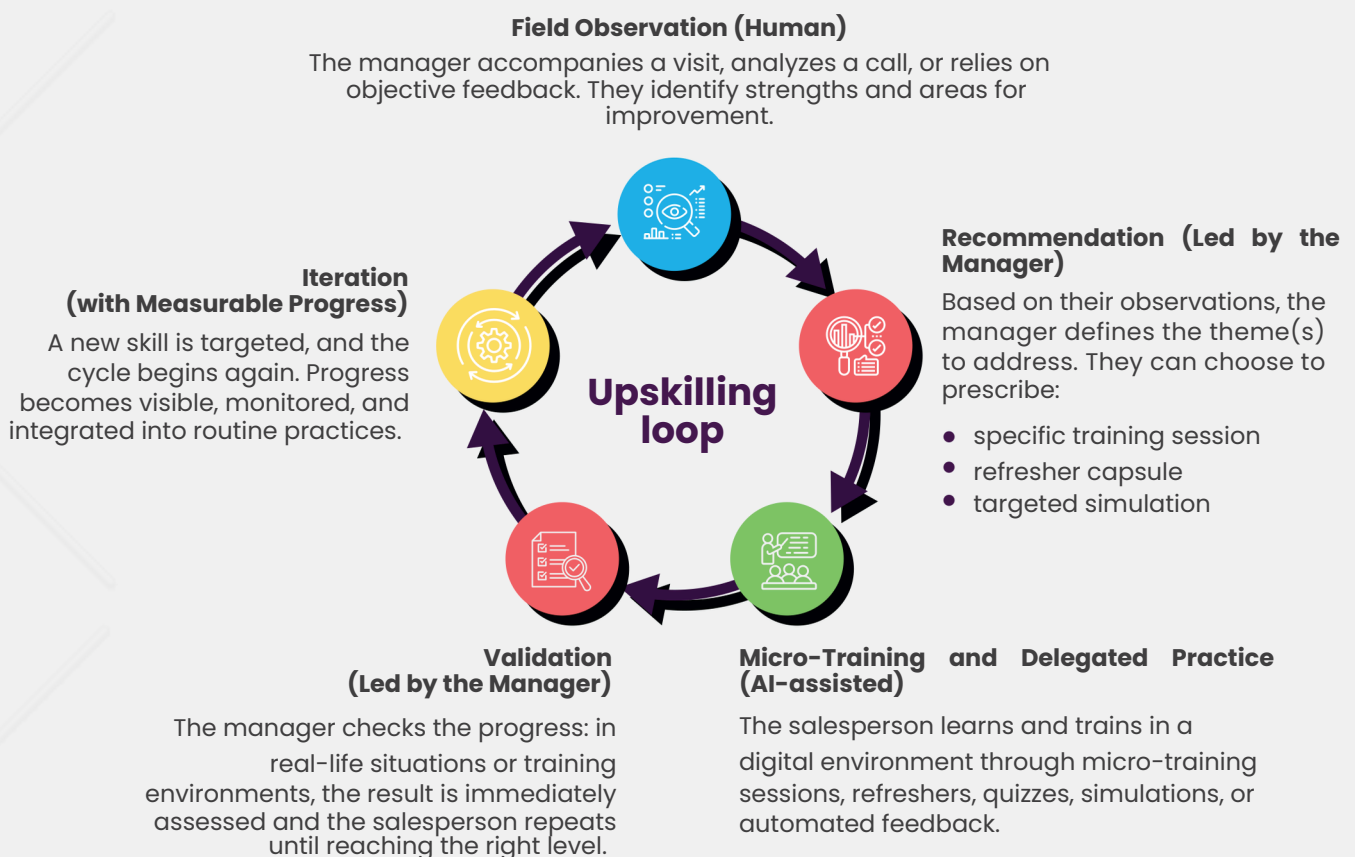 Field Observation (Human)
The manager accompanies a visit, analyzes a call, or relies on
objective feedback. They identify strengths and areas for
improvement.
Recommendation (Led by the
Manager)
Based on their observations, the
manager defines the theme(s)
to address. They can choose to
prescribe:
• specific training session
• refresher capsule
• targeted simulation
Iteration
(with Measurable Progress)
A new skill is targeted, and the
cycle begins again. Progress
becomes visible, monitored, and
integrated into routine practices.
Upskilling
loop
Validation
(Led by the Manager)
The manager checks the progress: in
real-life situations or training
environments, the result is immediately
assessed and the salesperson repeats
until reaching the right level.
Micro-Training and Delegated Practice
(AI-assisted)
The salesperson learns and trains in a
digital environment through micro-training
sessions, refreshers, quizzes, simulations, or
automated feedback.